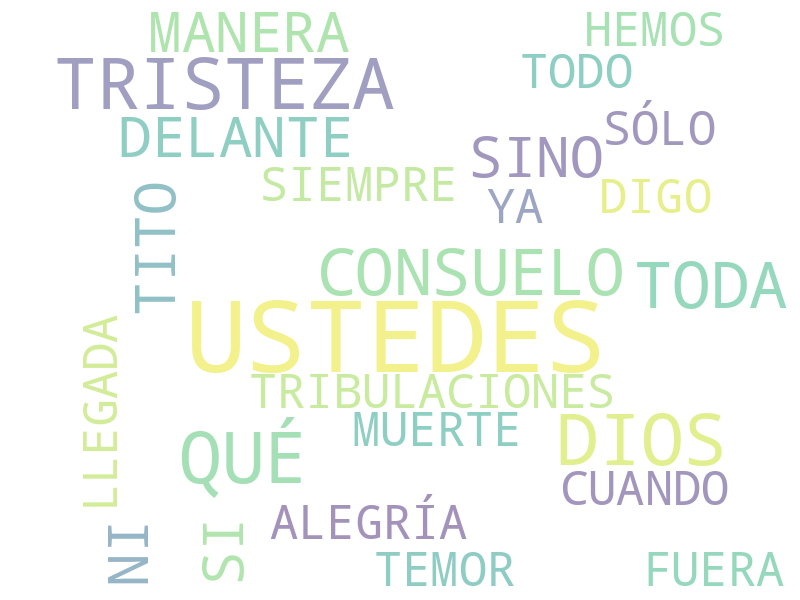 MANERA
HEMOS
TRISTEZA
TODO
DELANTE
SÓLO
SINO
SIEMPRE
YA
DIGO
TITO
CONSUELO
TODA
USTEDES
LLEGADA
TRIBULACIONES
MUERTE
DIOS
QUÉ
CUANDO
ALEGRÍA
NI
SI
TEMOR
FUERA